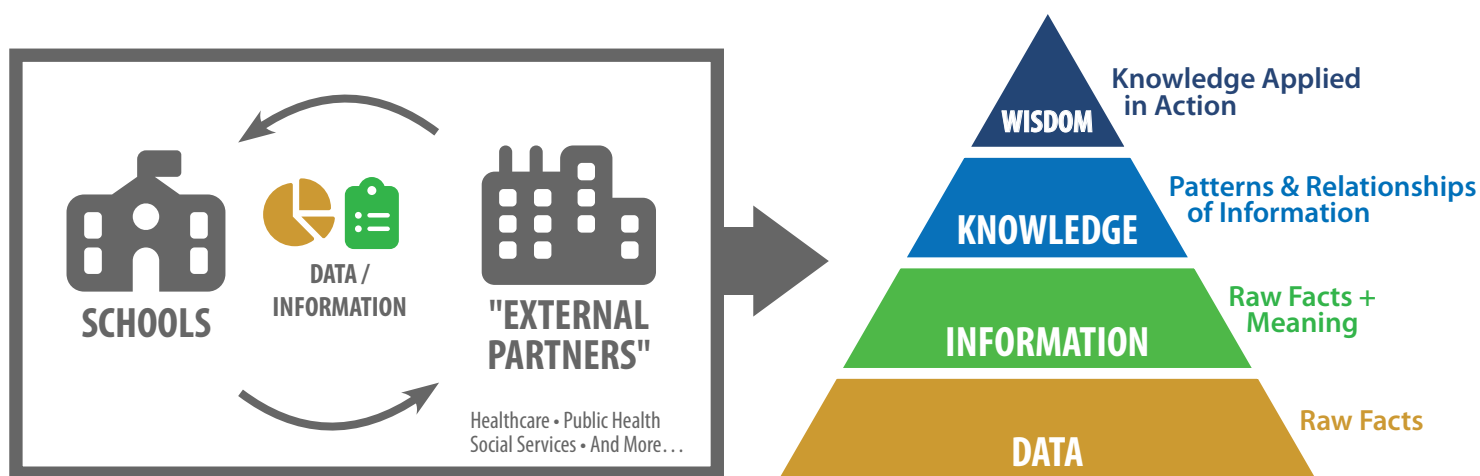 SCHOOLS
DATA /
INFORMATION
"EXTERNAL
PARTNERS"
Healthcare • Public Health
Social Services • And More…
WISDOM
Knowledge Applied
in Action
KNOWLEDGE
Patterns & Relationships
of Information
INFORMATION
Raw Facts +
Meaning
DATA
Raw Facts